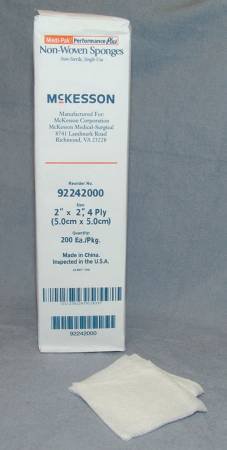 Medi-Pak Performance Plus
Non-Woven Sponges
Non-Sterile, Single Use
McKESSON
Manufactured For:
McKesson Corporation
McKesson Medical-Surgical
8741 Landmark Road
Richmond, VA 23228
Reorder No.
92242000
Size
2" x 2", 4 Ply
(5.0cm x 5.0cm)
Quantity:
200 Ea./Pkg.
Made in China.
Inspected in the U.S.A.
92242000